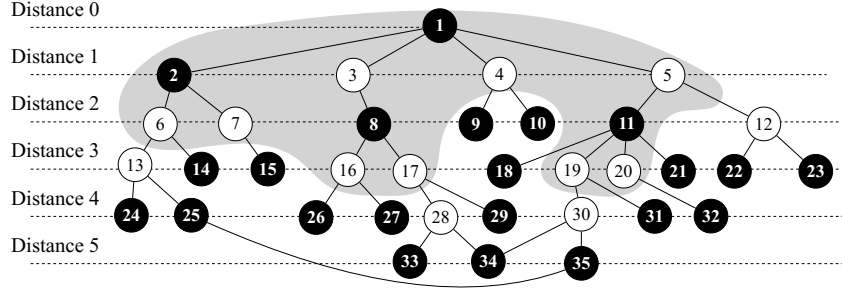 Distance 0
1
Distance 1
2 3 4 5
Distance 2
6 7 8 9 10 11 12
Distance 3
13 14 15 16 17 18 19 20 21 22 23
Distance 4
24 25 26 27 28 29 30 31 32
Distance 5
33 34 35